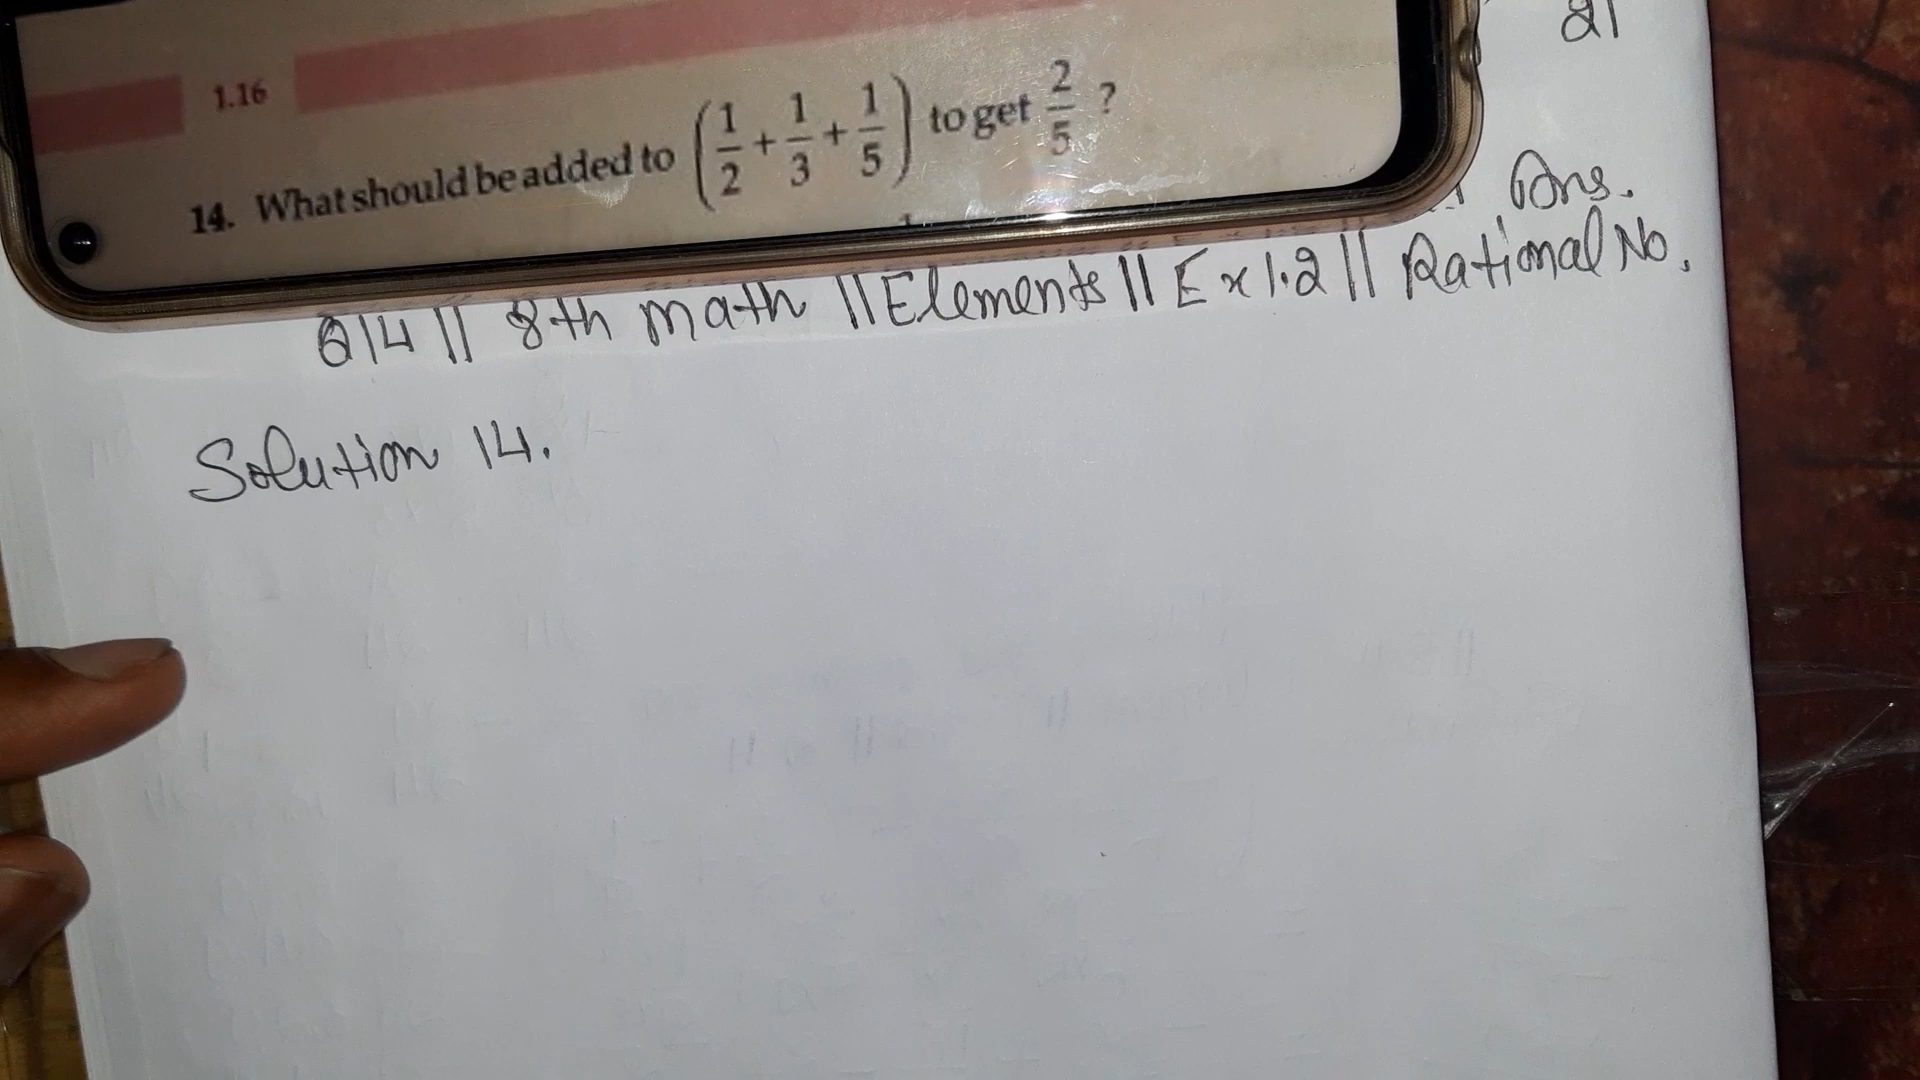 21
1.16
14. What should be added to (1/2 + 1/3 + 1/5) to get 2/5 ?
Ans.
Q14 || 8th math || Elements || Ex 1.2 || Rational No.
Solution 14.